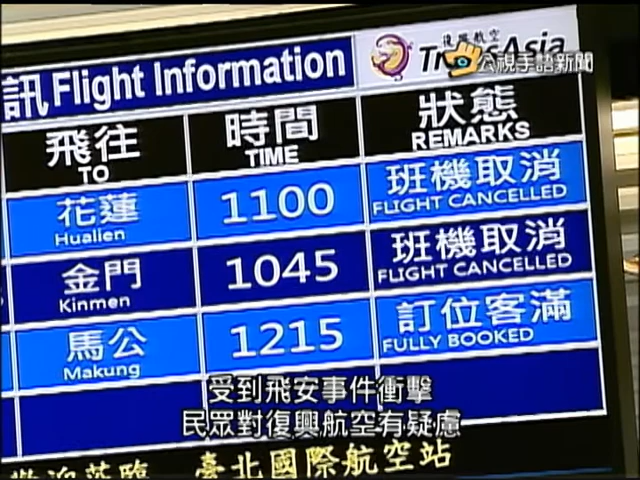 訊 Flight Information
復興航空
TransAsia
公視手語新聞
飛往 時間 狀態
TO TIME REMARKS
花蓮 1100 班機取消
Hualien FLIGHT CANCELLED
金門 1045 班機取消
Kinmen FLIGHT CANCELLED
馬公 1215 訂位客滿
Makung FULLY BOOKED
受到飛安事件衝擊
民眾對復興航空有疑慮
歡迎蒞臨 臺北國際航空站